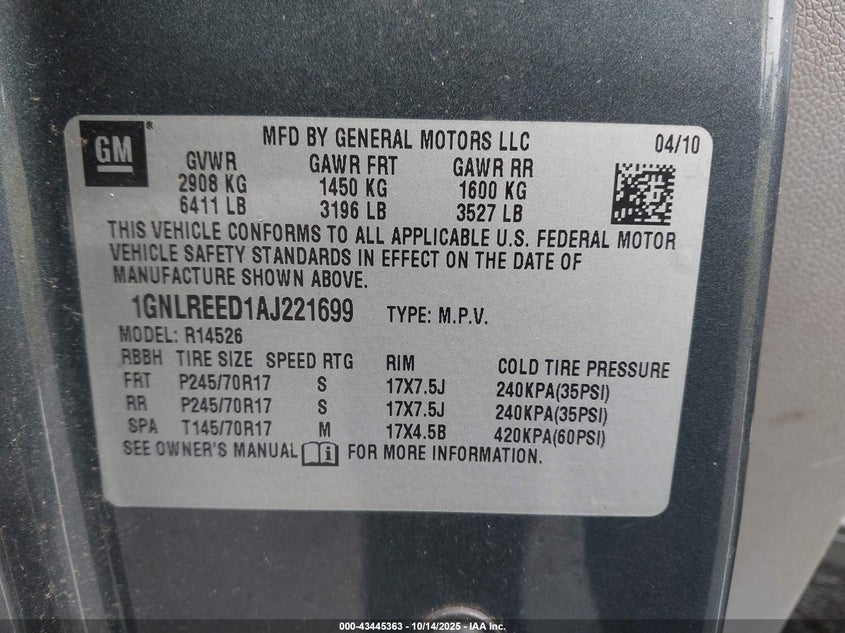 GM ® MFD BY GENERAL MOTORS LLC 04/10
GVWR GAWR FRT GAWR RR
2908 KG 1450 KG 1600 KG
6411 LB 3196 LB 3527 LB
THIS VEHICLE CONFORMS TO ALL APPLICABLE U.S. FEDERAL MOTOR
VEHICLE SAFETY STANDARDS IN EFFECT ON THE DATE OF
MANUFACTURE SHOWN ABOVE.
1GNLREED1AJ221699 TYPE: M.P.V.
MODEL: R14526
RBBH TIRE SIZE SPEED RTG RIM COLD TIRE PRESSURE
FRT P245/70R17 S 17X7.5J 240KPA(35PSI)
RR P245/70R17 S 17X7.5J 240KPA(35PSI)
SPA T145/70R17 M 17X4.5B 420KPA(60PSI)
SEE OWNER'S MANUAL i FOR MORE INFORMATION.
000-43445363 - 10/14/2025 - IAA Inc.